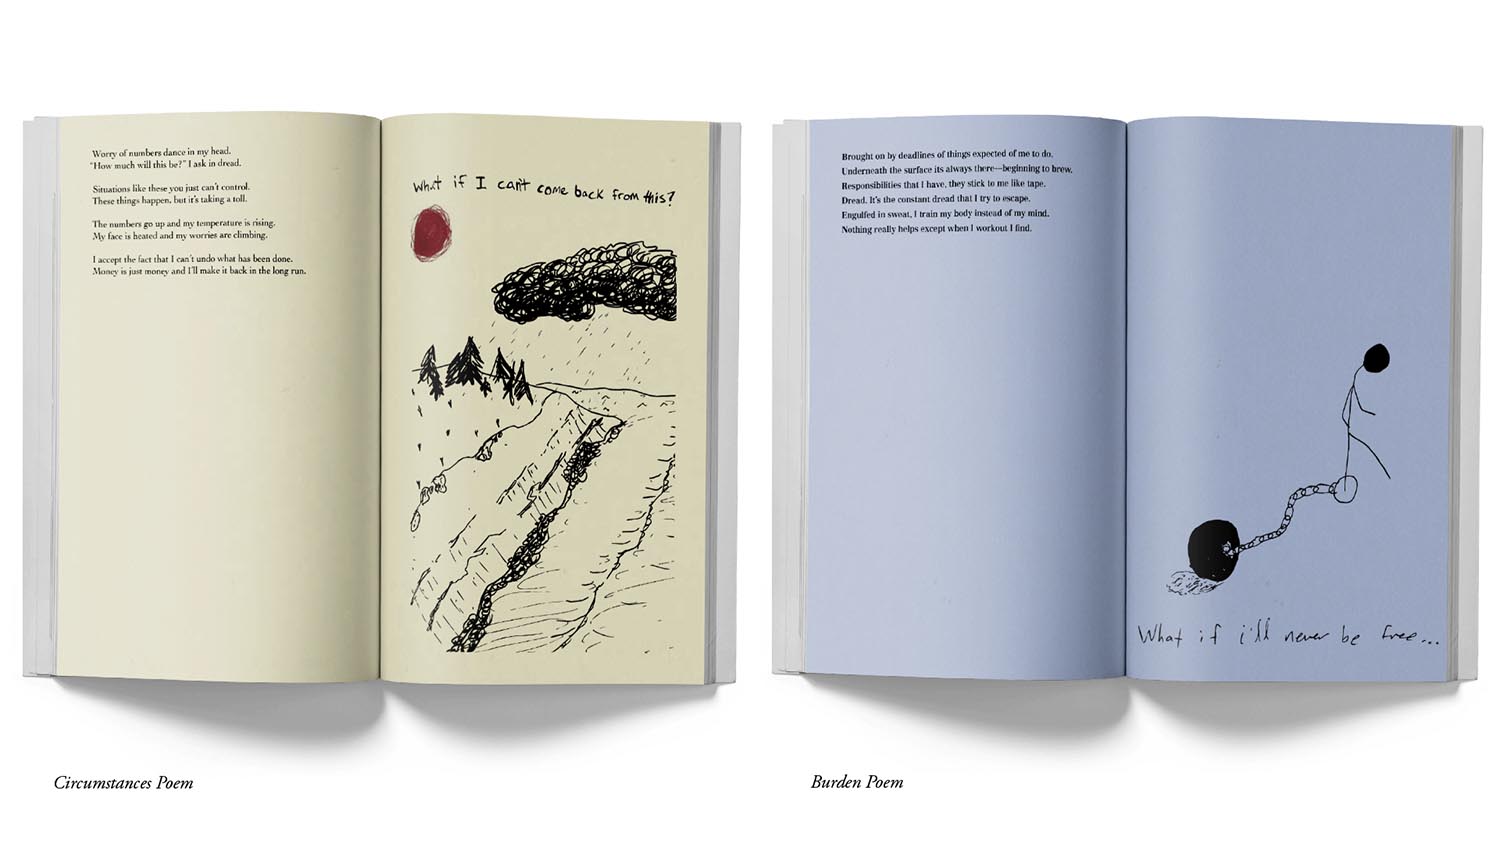 Worry of numbers dance in my head.
"How much will this be?" I ask in dread.
Situations like these you just can't control.
These things happen, but it's taking a toll.
The numbers go up and my temperature is rising.
My face is heated and my worries are climbing.
I accept the fact that I can't undo what has been done.
Money is just money and I'll make it back in the long run.
What if I can't come back from this?
Circumstances Poem
Brought on by deadlines of things expected of me to do.
Underneath the surface its always there—beginning to brew.
Responsibilities that I have, they stick to me like tape.
Dread. It's the constant dread that I try to escape.
Engulfed in sweat, I train my body instead of my mind.
Nothing really helps except when I workout I find.
What if i'll never be free...
Burden Poem